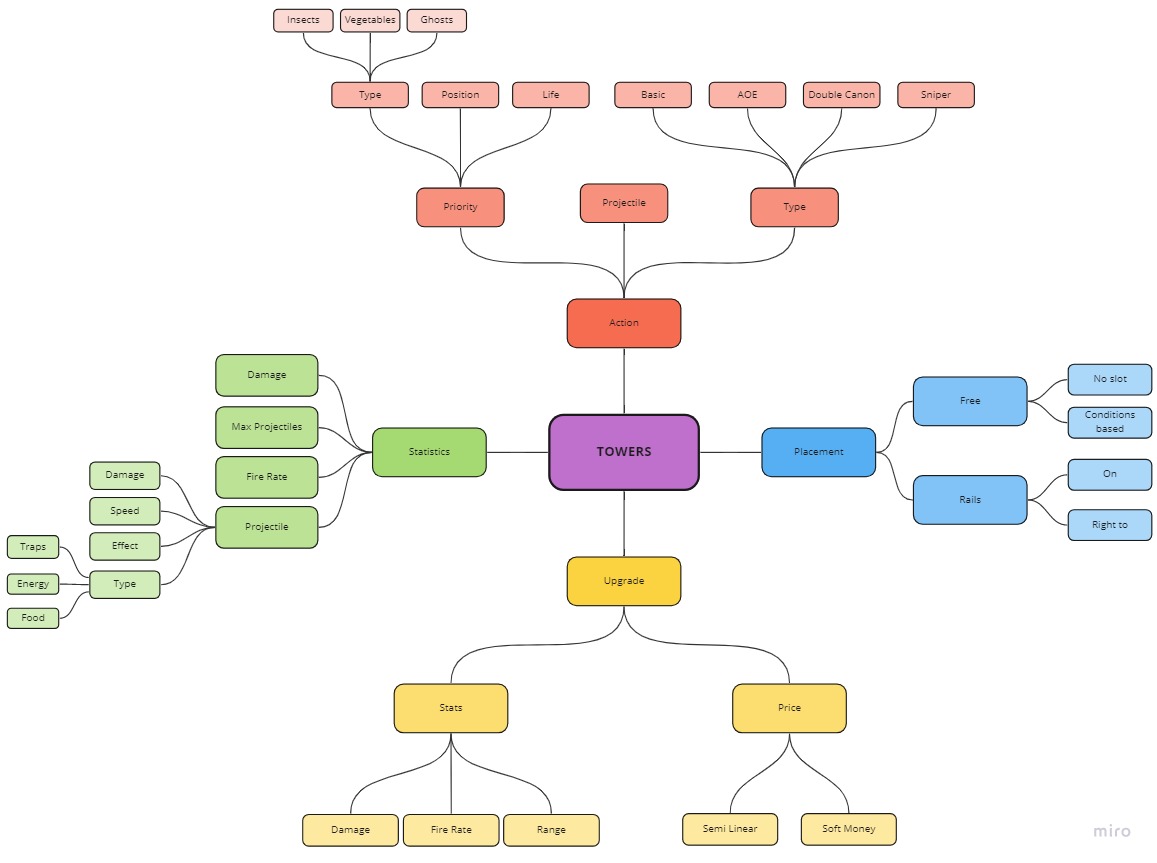 Insects
Vegetables
Ghosts
Type
Position
Life
Basic
AOE
Double Canon
Sniper
Priority
Projectile
Type
Action
Damage
Max Projectiles
Fire Rate
Projectile
Statistics
Damage
Speed
Effect
Type
Traps
Energy
Food
TOWERS
Placement
Free
No slot
Conditions
based
Rails
On
Right to
Upgrade
Stats
Price
Damage
Fire Rate
Range
Semi Linear
Soft Money
miro